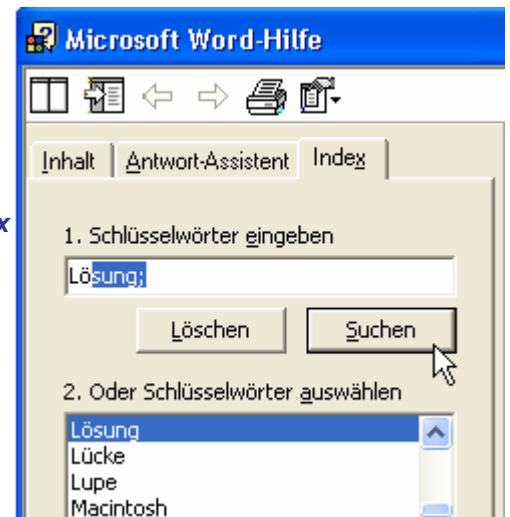 Microsoft Word-Hilfe
Inhalt Antwort-Assistent Index
x
1. Schlüsselwörter eingeben
Lösung;
Löschen Suchen
2. Oder Schlüsselwörter auswählen
Lösung
Lücke
Lupe
Macintosh